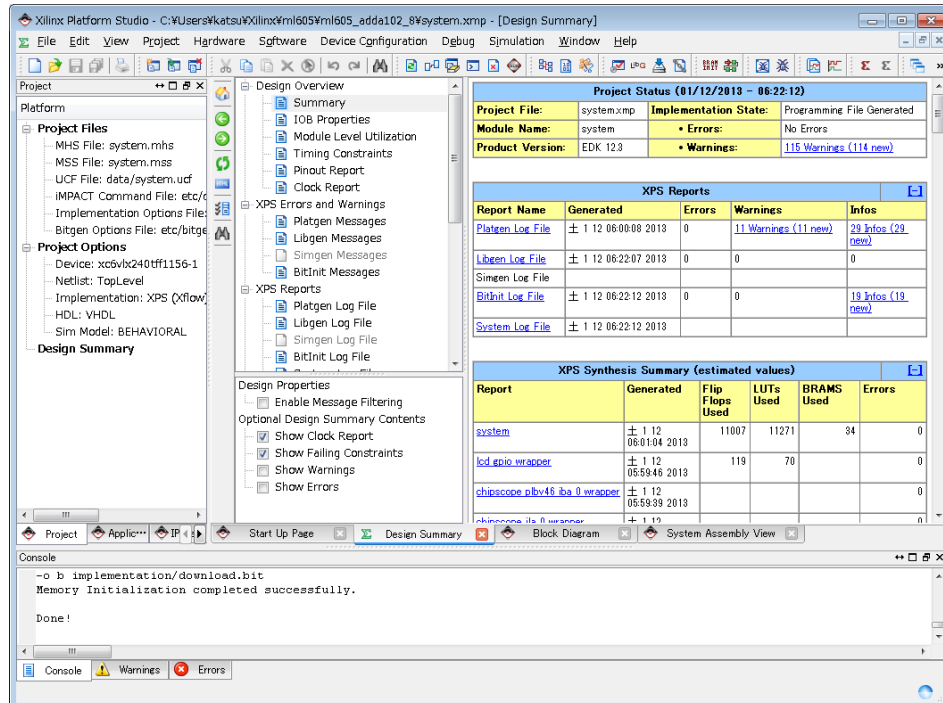 Xilinx Platform Studio - C:¥Users¥katsu¥Xilinx¥ml605¥ml605_adda102_8¥system.xmp - [Design Summary]
File Edit View Project Hardware Software Device Configuration Debug Simulation Window Help
Project
Platform
Project Files
MHS File: system.mhs
MSS File: system.mss
UCF File: data/system.ucf
iMPACT Command File: etc/
Implementation Options File:
Bitgen Options File: etc/bitge
Project Options
Device: xc6vlx240tff1156-1
Netlist: TopLevel
Implementation: XPS (Xflow)
HDL: VHDL
Sim Model: BEHAVIORAL
Design Summary
Design Overview
Summary
IOB Properties
Module Level Utilization
Timing Constraints
Pinout Report
Clock Report
XPS Errors and Warnings
Platgen Messages
Libgen Messages
Simgen Messages
BitInit Messages
XPS Reports
Platgen Log File
Libgen Log File
Simgen Log File
BitInit Log File
Design Properties
Enable Message Filtering
Optional Design Summary Contents
Show Clock Report
Show Failing Constraints
Show Warnings
Show Errors
Project Status (01/12/2013 - 06:22:12)
Project File: system.xmp Implementation State: Programming File Generated
Module Name: system • Errors: No Errors
Product Version: EDK 12.3 • Warnings: 115 Warnings (114 new)
XPS Reports [-]
Report Name Generated Errors Warnings Infos
Platgen Log File 土 1 12 06:00:08 2013 0 11 Warnings (11 new) 29 Infos (29
new)
Libgen Log File 土 1 12 06:22:07 2013 0 0 0
Simgen Log File
BitInit Log File 土 1 12 06:22:12 2013 0 0 19 Infos (19
new)
System Log File 土 1 12 06:22:12 2013
XPS Synthesis Summary (estimated values) [-]
Report Generated Flip LUTs BRAMS Errors
Flops Used Used
Used
system 土 1 12 11007 11271 34 0
06:01:04 2013
lcd gpio wrapper 土 1 12 119 70 0
05:59:46 2013
chipscope plbv46 iba 0 wrapper 土 1 12 0
05:59:39 2013
chipscope ila 0 wrapper 土 1 12 0
Project Applic··· IP Start Up Page Design Summary Block Diagram System Assembly View
Console
-o b implementation/download.bit
Memory Initialization completed successfully.
Done!
Console Warnings Errors